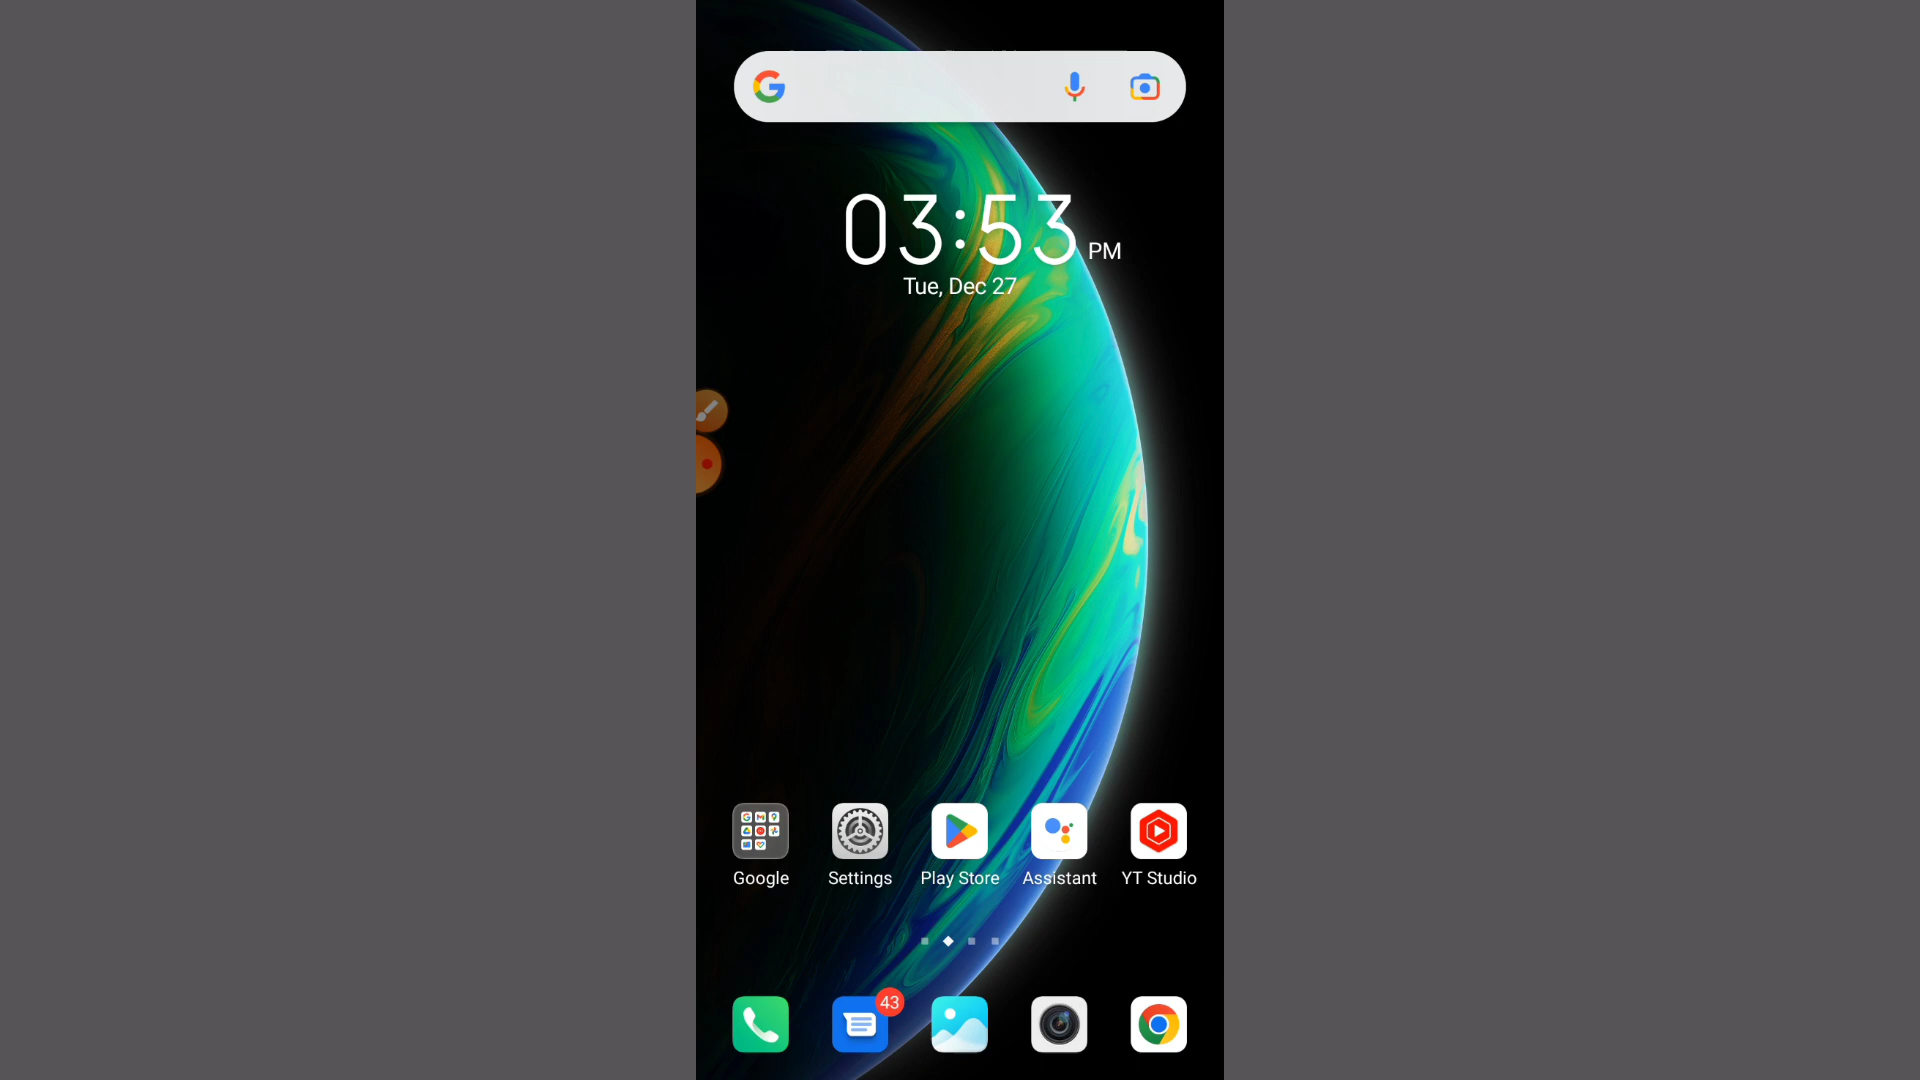 03:53 PM
Tue, Dec 27
Google
Settings
Play Store
Assistant
YT Studio
43